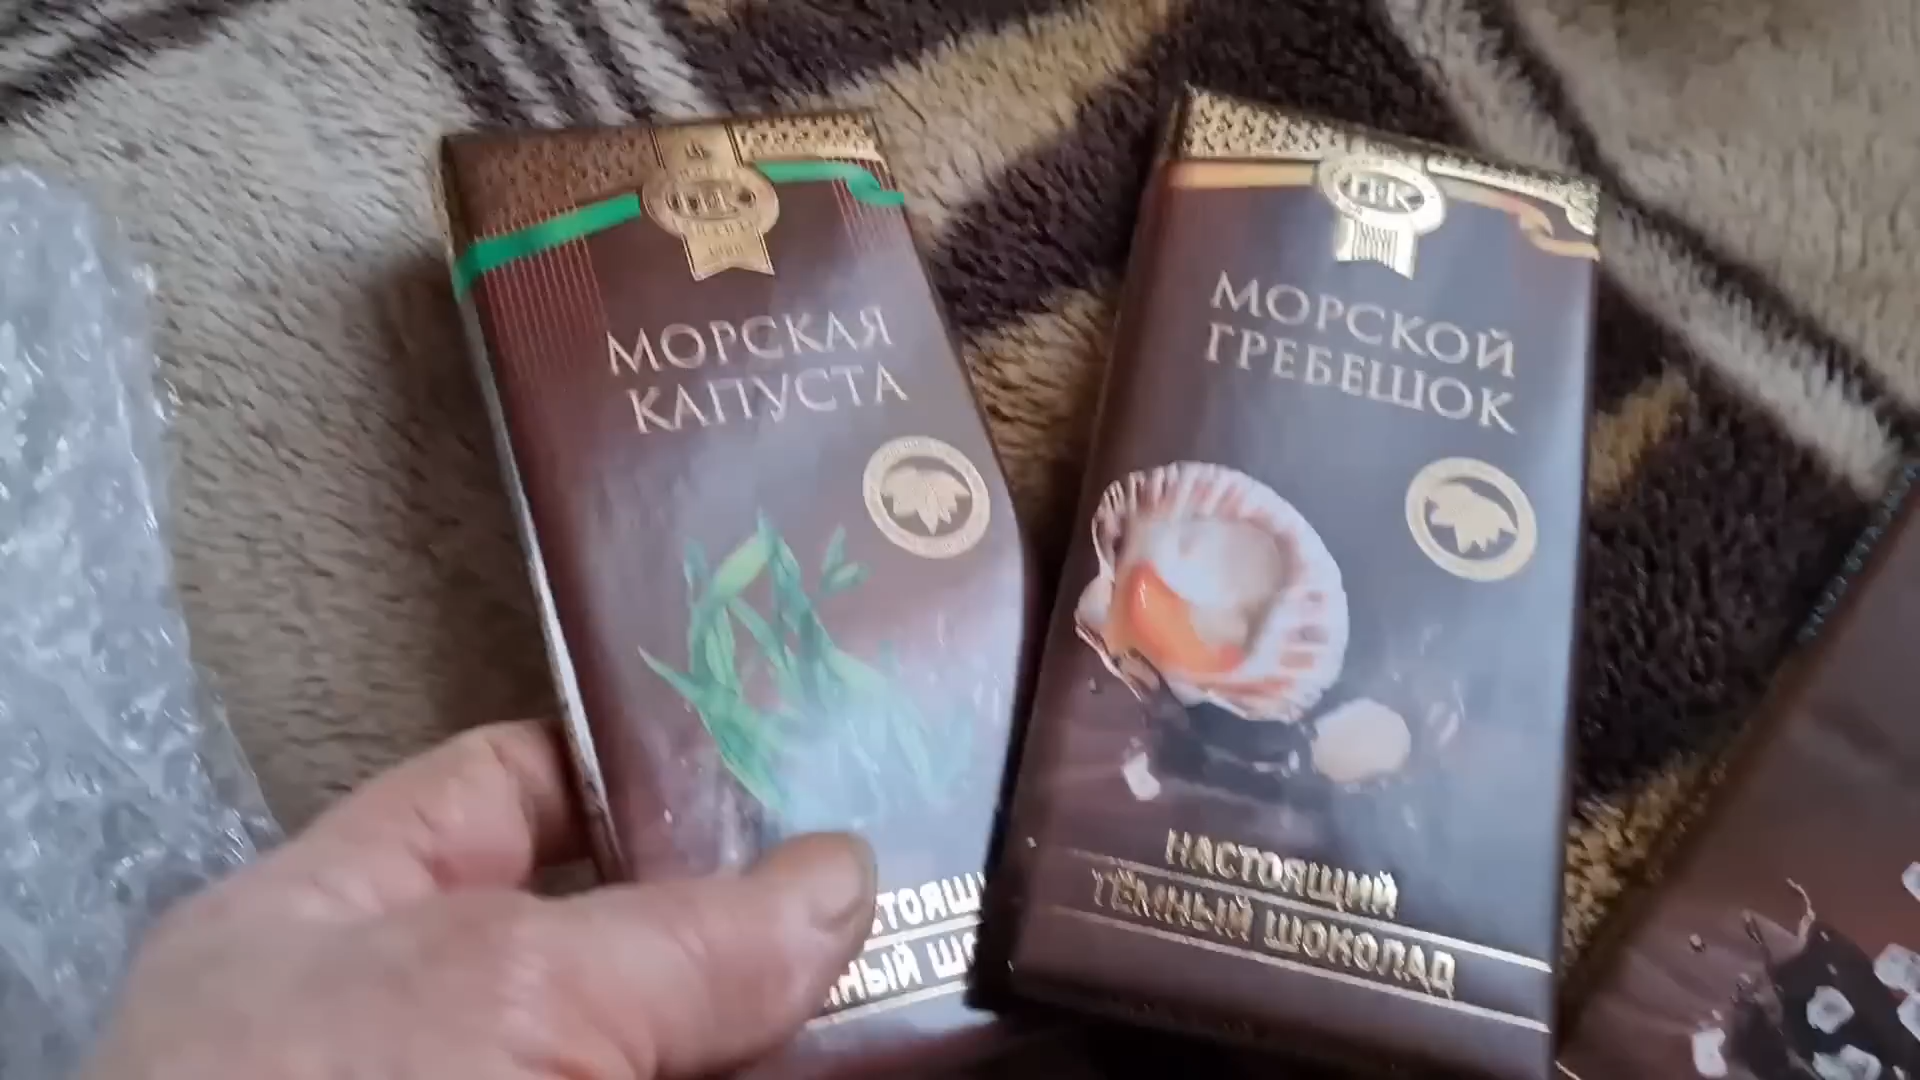 МОРСКАЯ
КАПУСТА
МОРСКОЙ
ГРЕБЕШОК
НАСТОЯЩИЙ
ТЁМНЫЙ ШОКОЛАД